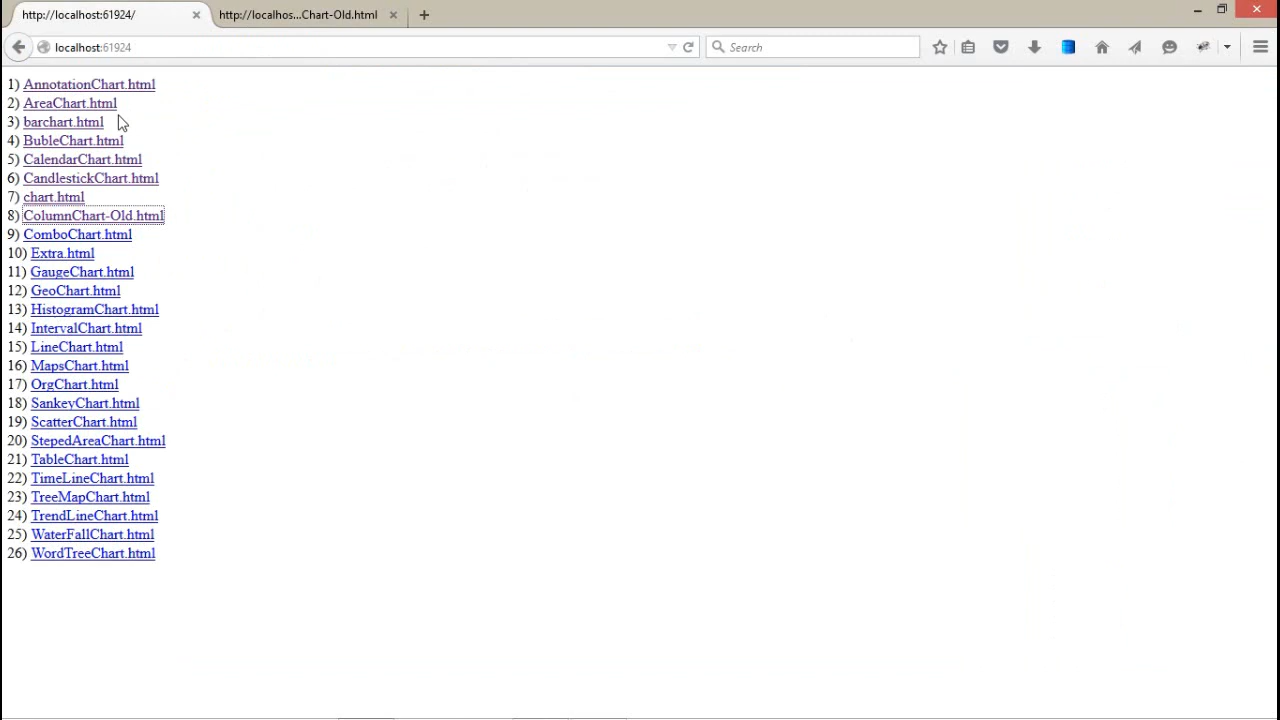 http://localhost:61924/
http://localhos...Chart-Old.html
localhost:61924
Search
1) AnnotationChart.html
2) AreaChart.html
3) barchart.html
4) BubleChart.html
5) CalendarChart.html
6) CandlestickChart.html
7) chart.html
8) ColumnChart-Old.html
9) ComboChart.html
10) Extra.html
11) GaugeChart.html
12) GeoChart.html
13) HistogramChart.html
14) IntervalChart.html
15) LineChart.html
16) MapsChart.html
17) OrgChart.html
18) SankeyChart.html
19) ScatterChart.html
20) StepedAreaChart.html
21) TableChart.html
22) TimeLineChart.html
23) TreeMapChart.html
24) TrendLineChart.html
25) WaterFallChart.html
26) WordTreeChart.html